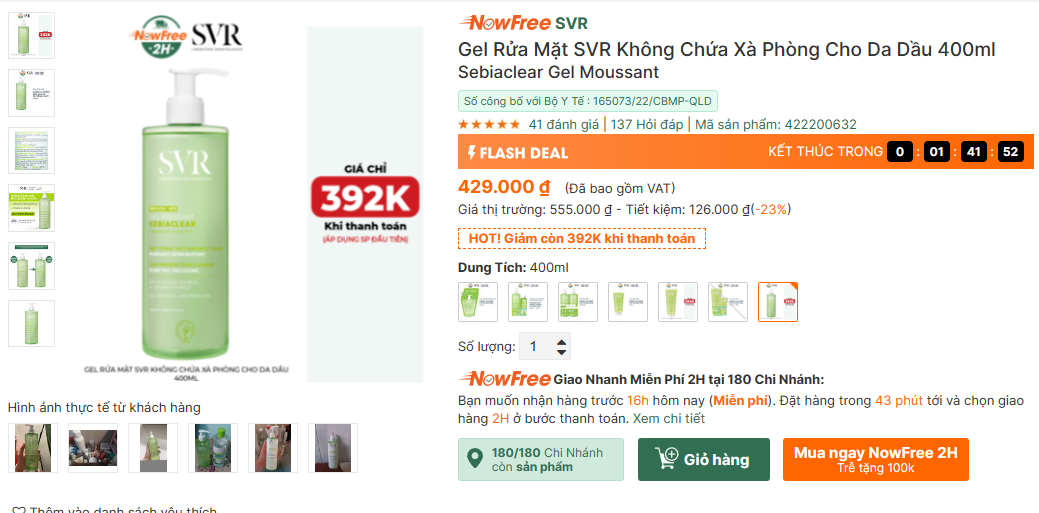 NowFree
2H
SVR
LABORATOIRE DERMATOLOGIQUE
SVR
SEBIACLEAR
GIÁ CHỈ
392K
Khi thanh toán
(ÁP DỤNG SP ĐẦU TIÊN)
GEL RỬA MẶT SVR KHÔNG CHỨA XÀ PHÒNG CHO DA DẦU
400ML
Hình ảnh thực tế từ khách hàng
Thêm vào danh sách yêu thích
NowFree SVR
Gel Rửa Mặt SVR Không Chứa Xà Phòng Cho Da Dầu 400ml
Sebiaclear Gel Moussant
Số công bố với Bộ Y Tế : 165073/22/CBMP-QLD
41 đánh giá | 137 Hỏi đáp | Mã sản phẩm: 422200632
FLASH DEAL KẾT THÚC TRONG 0 : 01 : 41 : 52
429.000 ₫ (Đã bao gồm VAT)
Giá thị trường: 555.000 ₫ - Tiết kiệm: 126.000 ₫(-23%)
HOT! Giảm còn 392K khi thanh toán
Dung Tích: 400ml
Số lượng: 1
NowFree Giao Nhanh Miễn Phí 2H tại 180 Chi Nhánh:
Bạn muốn nhận hàng trước 16h hôm nay (Miễn phí). Đặt hàng trong 43 phút tới và chọn giao
hàng 2H ở bước thanh toán. Xem chi tiết
180/180 Chi Nhánh
còn sản phẩm
Giỏ hàng
Mua ngay NowFree 2H
Trễ tặng 100k